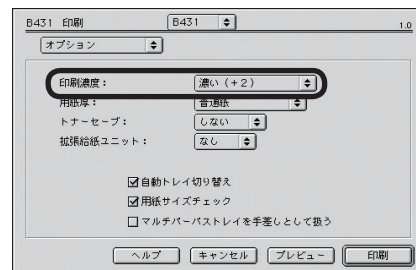 B431 印刷 B431 1.0
オプション
印刷濃度： 濃い (+2)
用紙厚： 普通紙
トナーセーブ： しない
拡張給紙ユニット： なし
自動トレイ切り替え
用紙サイズチェック
マルチパーパストレイを手差しとして扱う
ヘルプ キャンセル プレビュー 印刷